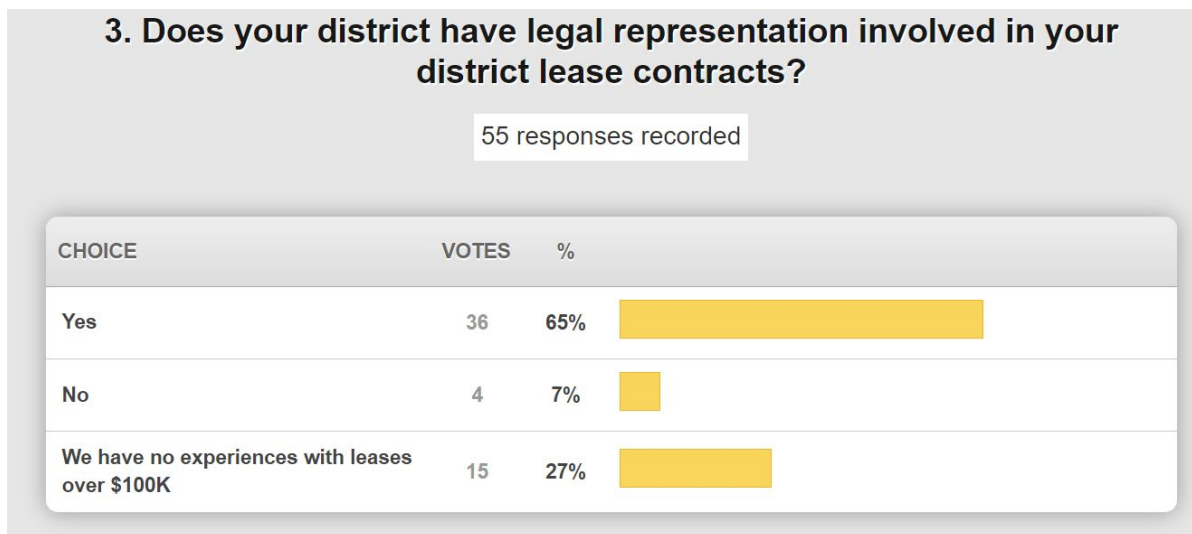 3. Does your district have legal representation involved in your
district lease contracts?
55 responses recorded
CHOICE VOTES %
Yes 36 65%
No 4 7%
We have no experiences with leases
over $100K 15 27%